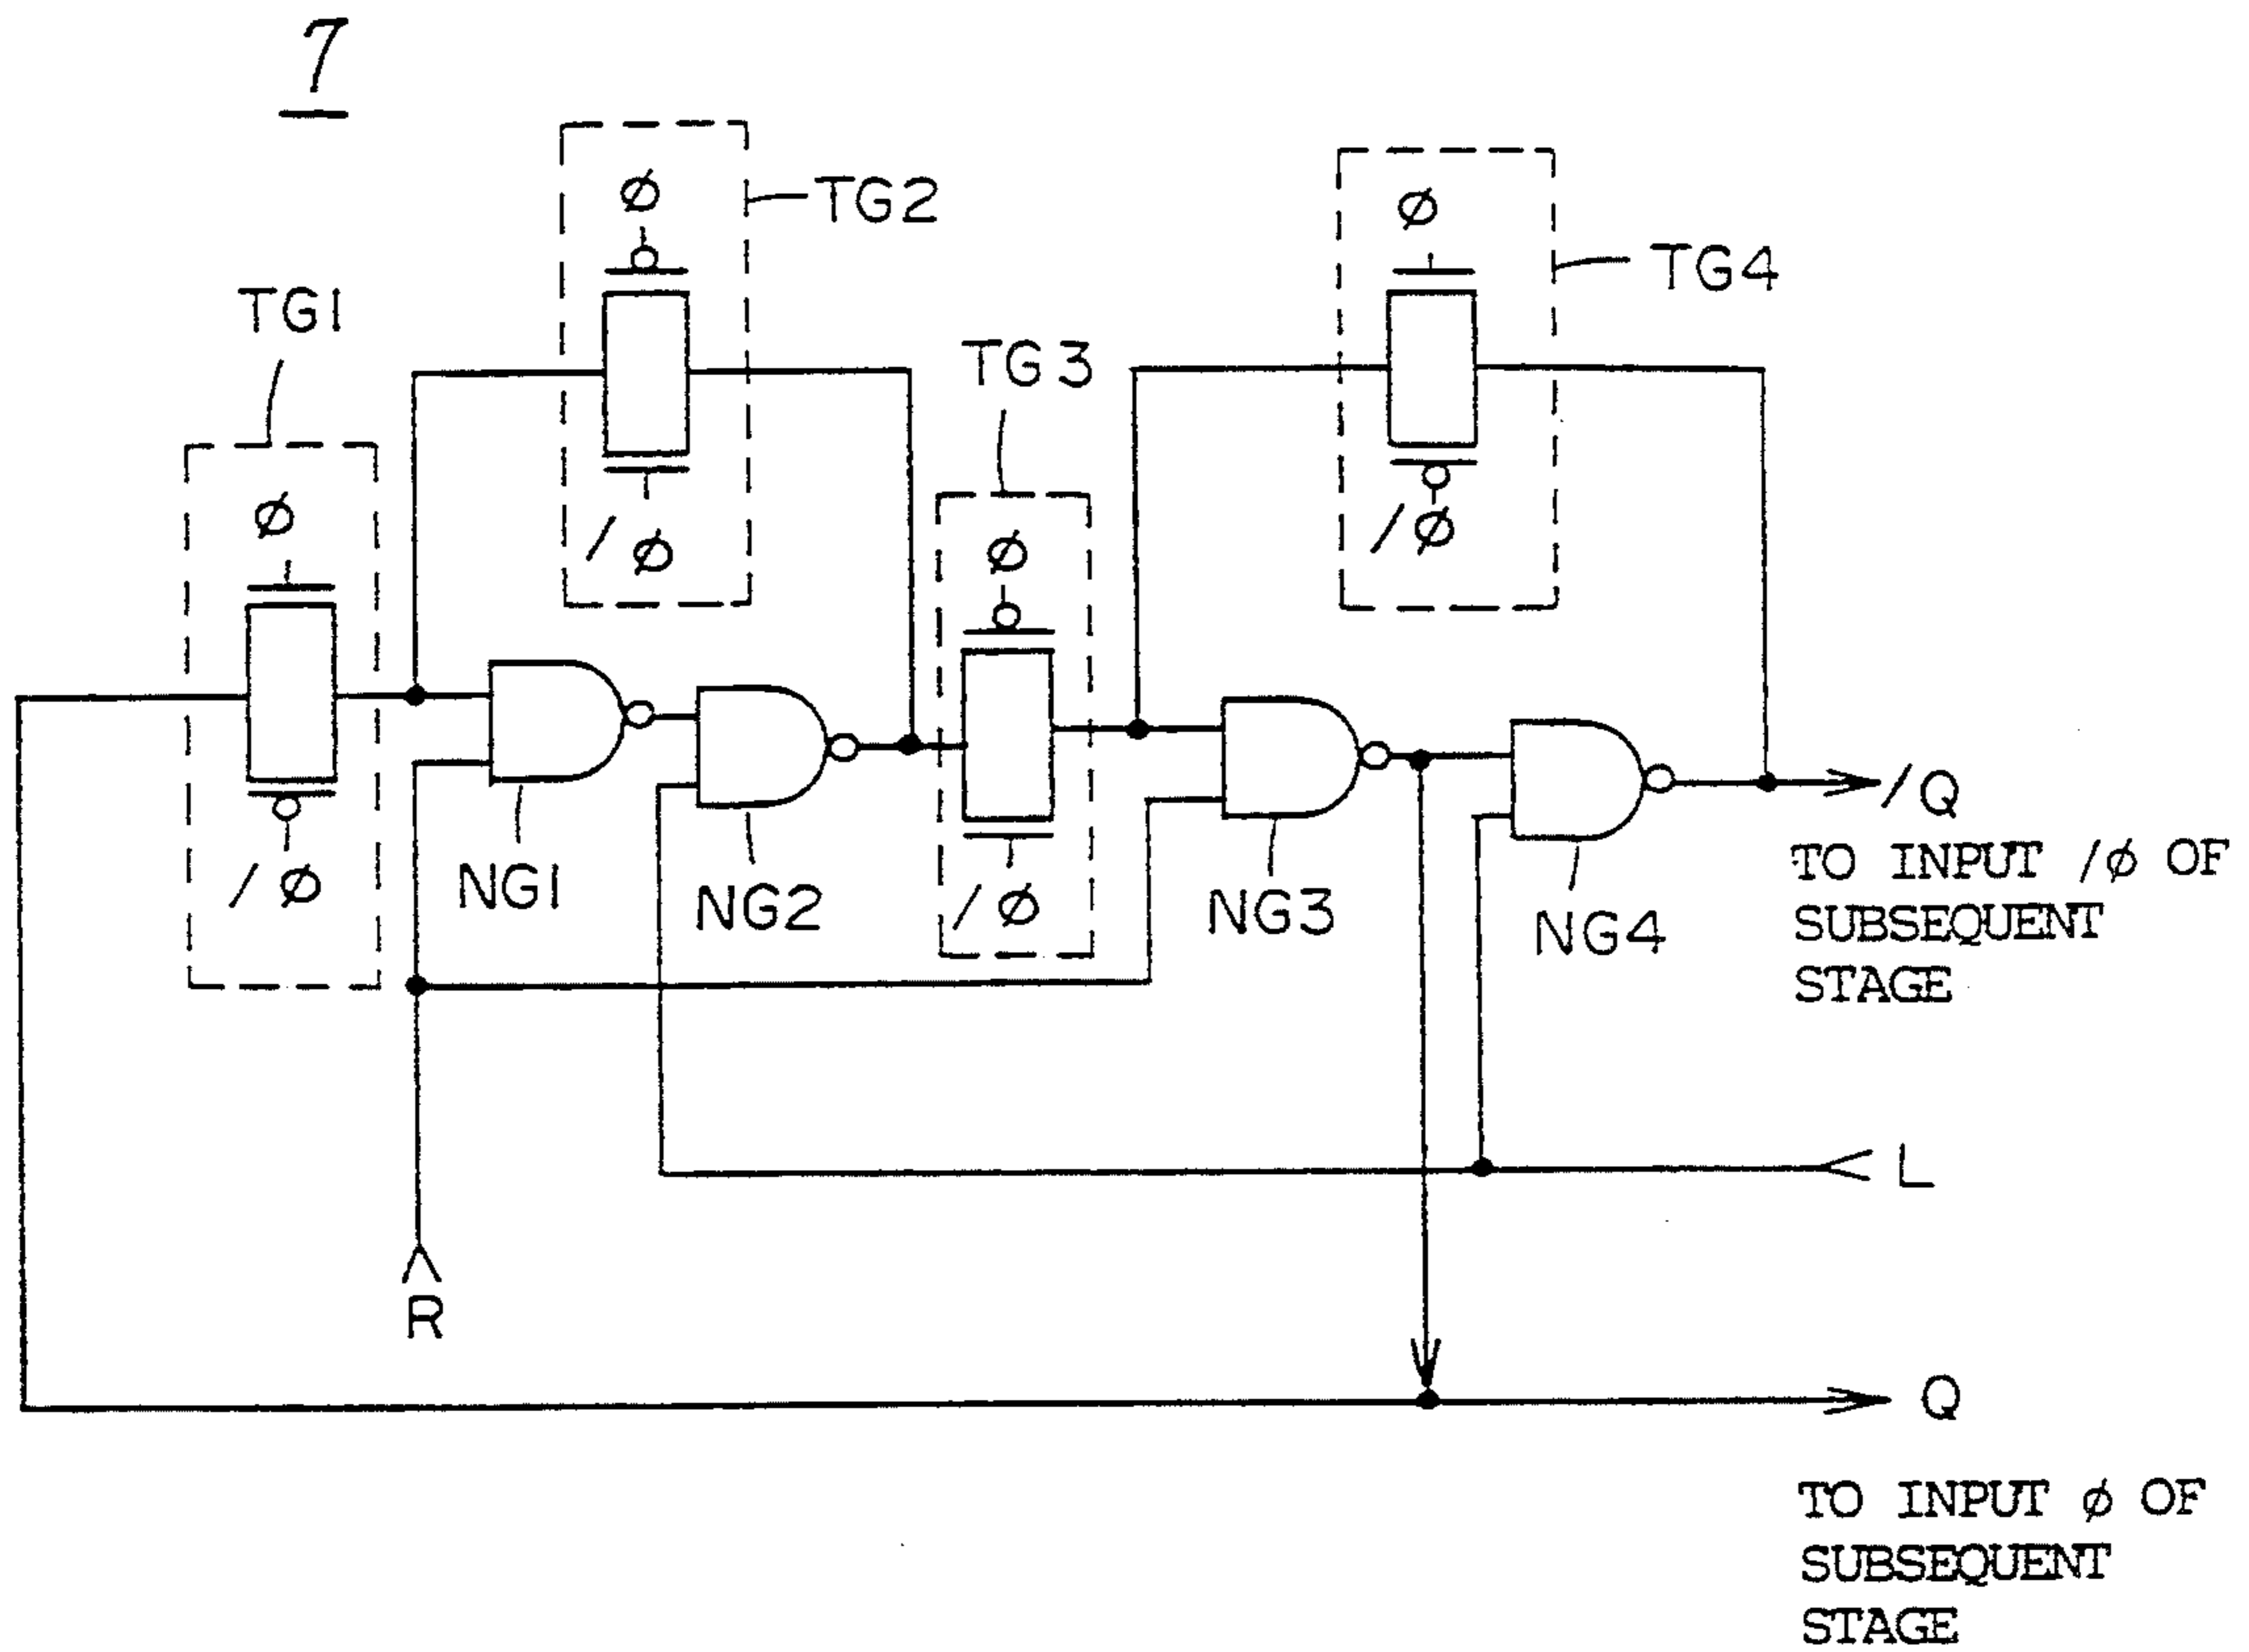 7
TG1
TG2
TG3
TG4
ø
/ø
ø
/ø
ø
/ø
ø
/ø
NG1
NG2
NG3
NG4
/Q
TO INPUT /ø OF
SUBSEQUENT
STAGE
L
R
Q
TO INPUT ø OF
SUBSEQUENT
STAGE